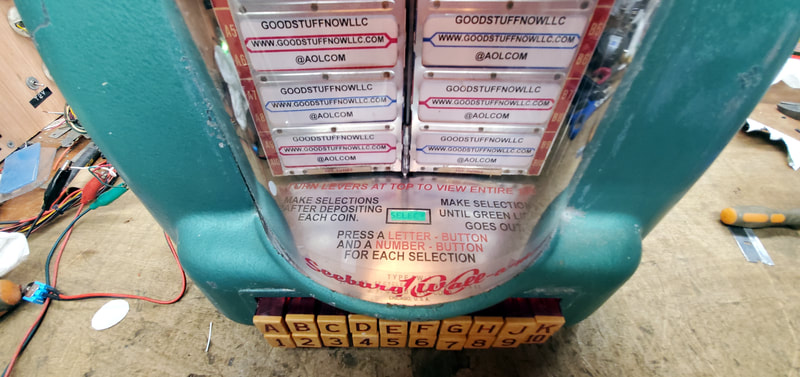 GOODSTUFFNOWLLC
WWW.GOODSTUFFNOWLLC.COM
@AOLCOM
GOODSTUFFNOWLLC
WWW.GOODSTUFFNOWLLC.COM
@AOLCOM
GOODSTUFFNOWLLC
WWW.GOODSTUFFNOWLLC.COM
@AOLCOM
GOODSTUFFNOWLLC
WWW.GOODSTUFFNOWLLC.COM
@AOLCOM
GOODSTUFFNOWLLC
WWW.GOODSTUFFNOWLLC.COM
@AOLCOM
GOODSTUFFNOWLLC
WWW.GOODSTUFFNOWLLC.COM
@AOLCOM
TURN LEVERS AT TOP TO VIEW ENTIRE
MAKE SELECTIONS
AFTER DEPOSITING
EACH COIN.
SELECT
MAKE SELECTION
UNTIL GREEN
GOES OUT
PRESS A LETTER - BUTTON
AND A NUMBER - BUTTON
FOR EACH SELECTION
Seeburg
A B C D E F G H J K
1 2 3 4 5 6 7 8 9 10